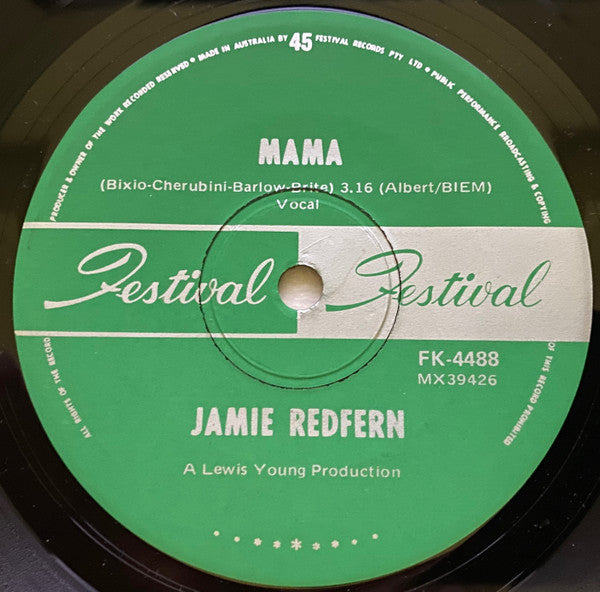 PRODUCER & OWNER OF THE WORK RECORDED RESERVED • MADE IN AUSTRALIA BY 45 FESTIVAL RECORDS PTY LTD • PUBLIC PERFORMANCE BROADCASTING & COPYING
MAMA
(Bixio-Cherubini-Barlow-Brite) 3.16 (Albert/BIEM)
Vocal
Festival Festival
FK-4488
MX39426
ALL RIGHTS OF THE RECORD
OF THIS RECORD PROHIBITED
JAMIE REDFERN
A Lewis Young Production